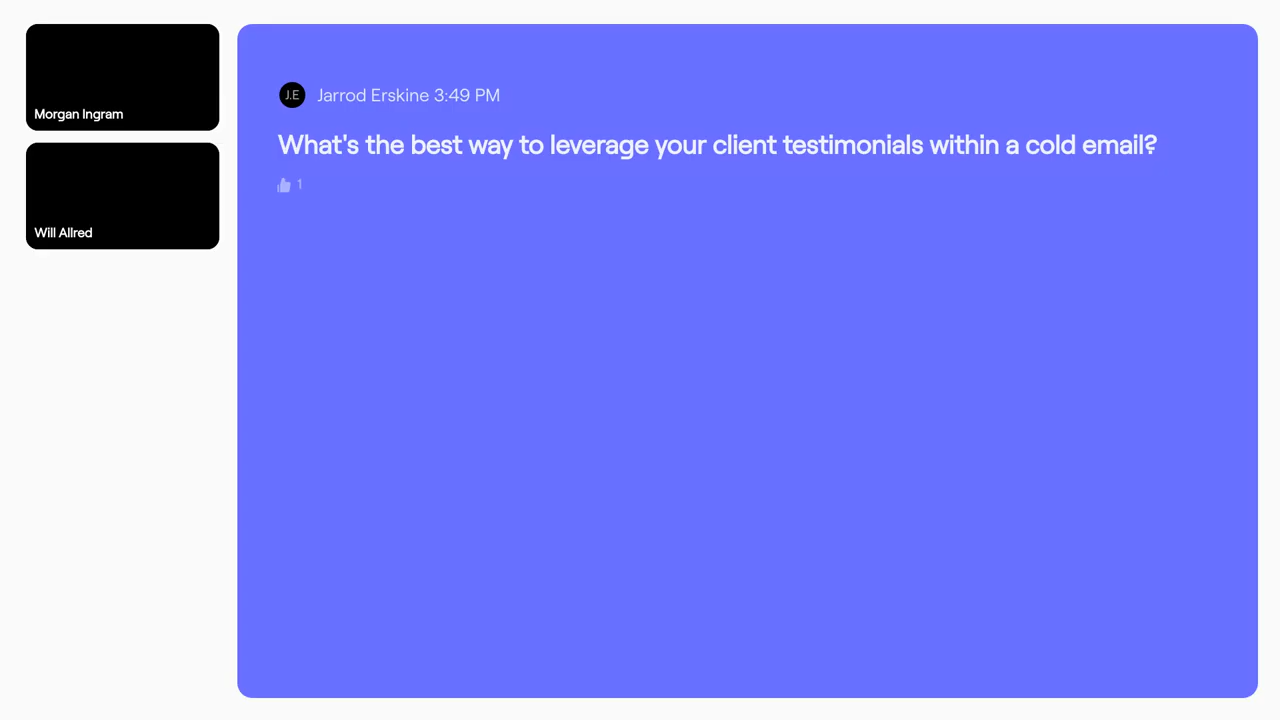 Morgan Ingram
Will Allred
J.E Jarrod Erskine 3:49 PM
What's the best way to leverage your client testimonials within a cold email?
1